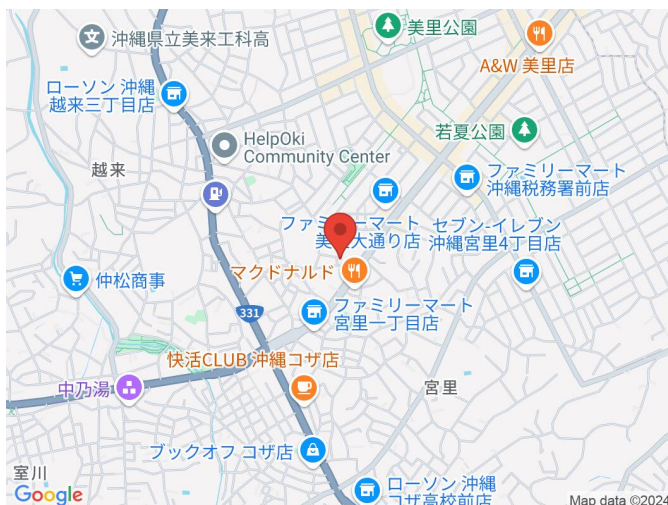 沖縄県立美来工科高
美里公園
A&W 美里店
ローソン 沖縄
越来三丁目店
HelpOki
Community Center
若夏公園
越来
ファミリーマート
沖縄税務署前店
ファミリーマート
大通り店
セブン-イレブン
沖縄宮里4丁目店
マクドナルド
仲松商事
331
ファミリーマート
宮里一丁目店
快活CLUB 沖縄コザ店
中乃湯
宮里
ブックオフ コザ店
室川
ローソン 沖縄
コザ高校前店
Google
Map data ©2024